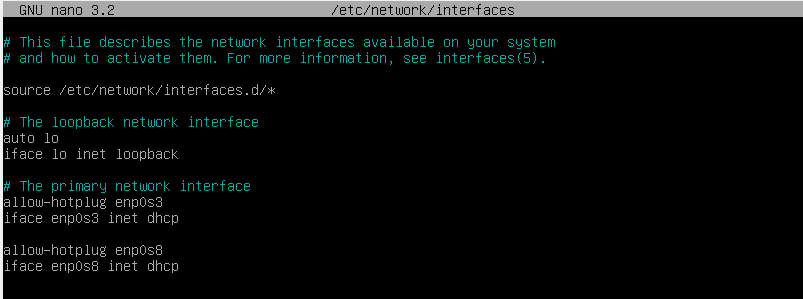 GNU nano 3.2 /etc/network/interfaces
# This file describes the network interfaces available on your system
# and how to activate them. For more information, see interfaces(5).
source /etc/network/interfaces.d/*
# The loopback network interface
auto lo
iface lo inet loopback
# The primary network interface
allow-hotplug enp0s3
iface enp0s3 inet dhcp
allow-hotplug enp0s8
iface enp0s8 inet dhcp